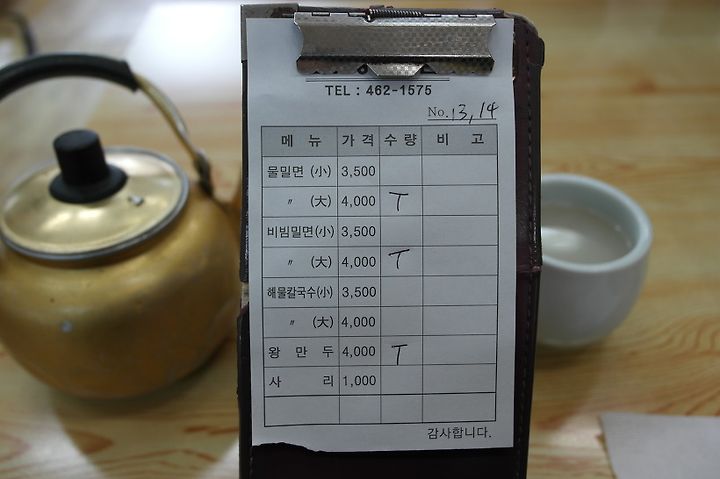 TEL : 462-1575
No. 13, 14
메 뉴 가 격 수 량 비 고
물밀면 (小) 3,500
〃 (大) 4,000 T
비빔밀면(小) 3,500
〃 (大) 4,000 T
해물칼국수(小) 3,500
〃 (大) 4,000
왕 만 두 4,000 T
사 리 1,000
감사합니다.